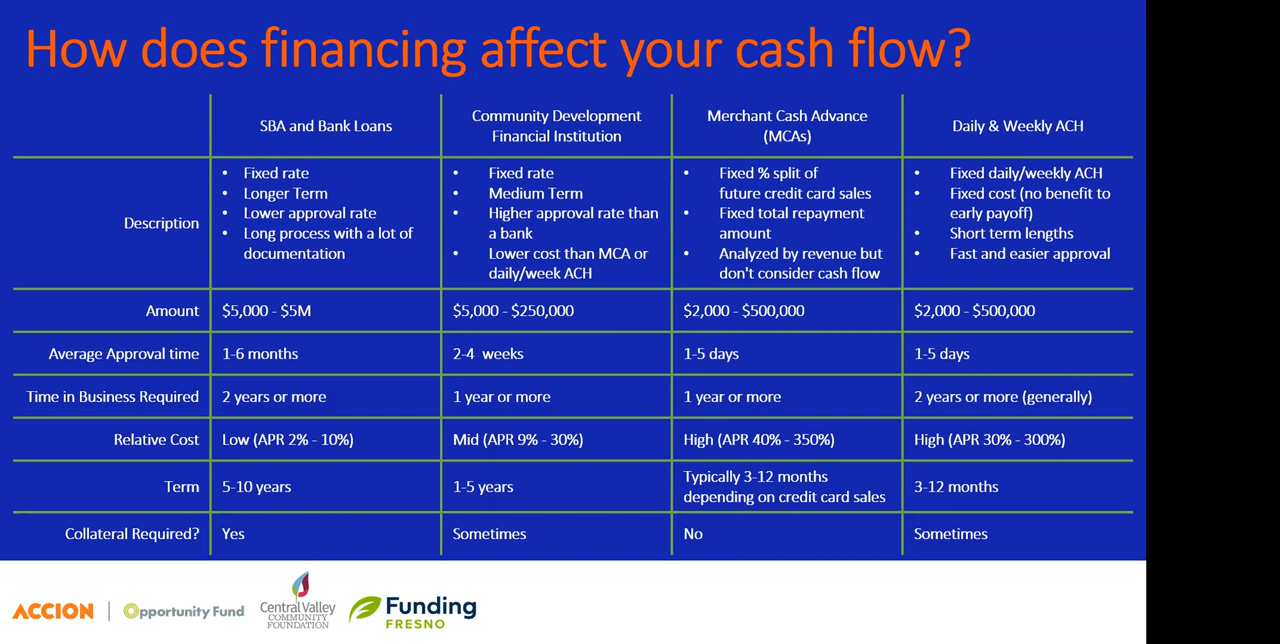 How does financing affect your cash flow?
SBA and Bank Loans
Community Development
Financial Institution
Merchant Cash Advance
(MCAs)
Daily & Weekly ACH
Description
• Fixed rate
• Longer Term
• Lower approval rate
• Long process with a lot of
documentation
• Fixed rate
• Medium Term
• Higher approval rate than
a bank
• Lower cost than MCA or
daily/week ACH
• Fixed % split of
future credit card sales
• Fixed total repayment
amount
• Analyzed by revenue but
don't consider cash flow
• Fixed daily/weekly ACH
• Fixed cost (no benefit to
early payoff)
• Short term lengths
• Fast and easier approval
Amount
$5,000 - $5M
$5,000 - $250,000
$2,000 - $500,000
$2,000 - $500,000
Average Approval time
1-6 months
2-4 weeks
1-5 days
1-5 days
Time in Business Required
2 years or more
1 year or more
1 year or more
2 years or more (generally)
Relative Cost
Low (APR 2% - 10%)
Mid (APR 9% - 30%)
High (APR 40% - 350%)
High (APR 30% - 300%)
Term
5-10 years
1-5 years
Typically 3-12 months
depending on credit card sales
3-12 months
Collateral Required?
Yes
Sometimes
No
Sometimes
ACCION | Opportunity Fund
Central Valley
COMMUNITY
FOUNDATION
Funding
FRESNO